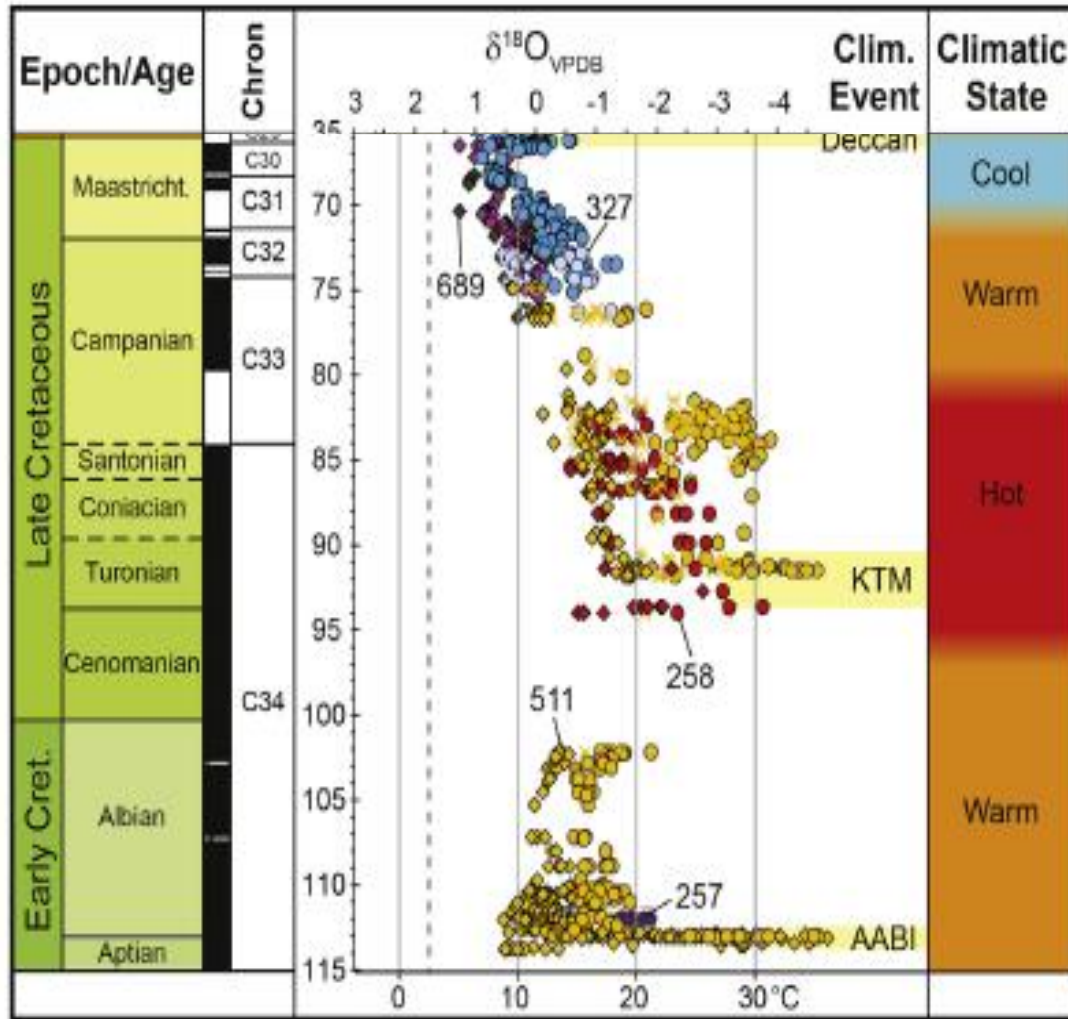 Epoch/Age
Chron
δ¹⁸O VPDB
3 2 1 0 -1 -2 -3 -4
Clim.
Event
Climatic
State
Late Cretaceous
Early Cret.
Maastricht.
Campanian
Santonian
Coniacian
Turonian
Cenomanian
Albian
Aptian
C30
C31
C32
C33
C34
70
75
80
85
90
95
100
105
110
115
689
327
258
511
257
Deccan
KTM
AABI
Cool
Warm
Hot
Warm
0 10 20 30 °C